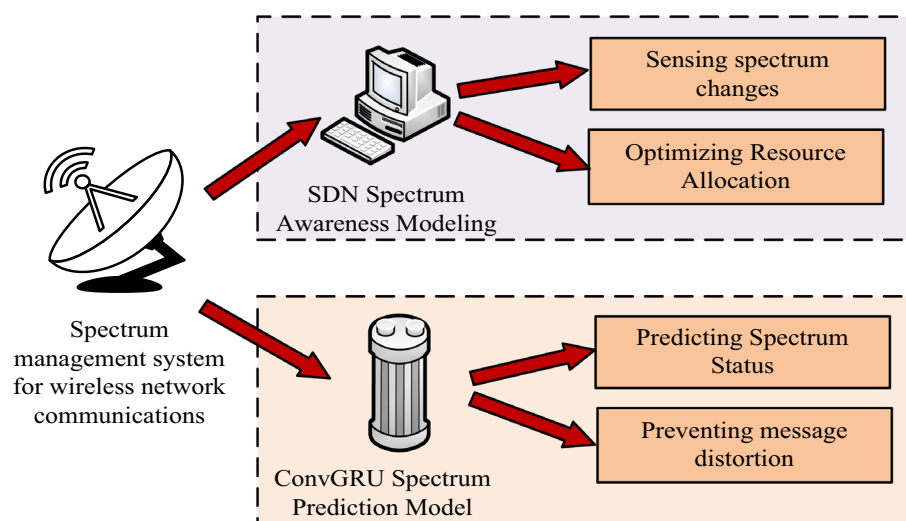 Sensing spectrum
changes
Optimizing Resource
Allocation
SDN Spectrum
Awareness Modeling
Spectrum
management system
for wireless network
communications
Predicting Spectrum
Status
Preventing message
distortion
ConvGRU Spectrum
Prediction Model